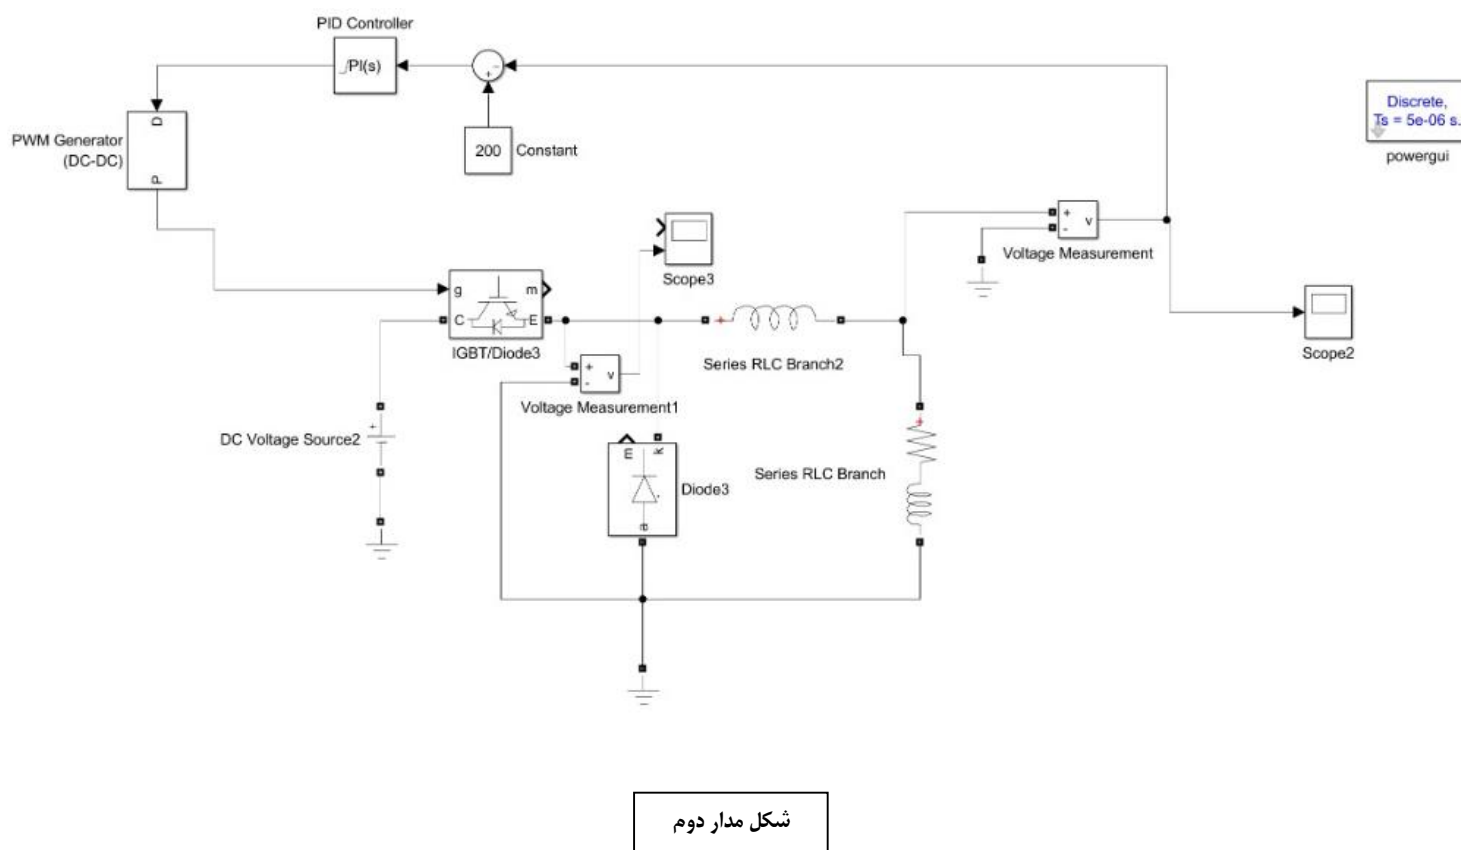 PID Controller
PI(s)
PWM Generator
(DC-DC)
D
P
200
Constant
Discrete,
Ts = 5e-06 s.
powergui
+
-
v
Voltage Measurement
Scope3
Scope2
g
m
C
E
IGBT/Diode3
+
-
v
Voltage Measurement1
Series RLC Branch2
DC Voltage Source2
m
k
a
Diode3
Series RLC Branch
شکل مدار دوم